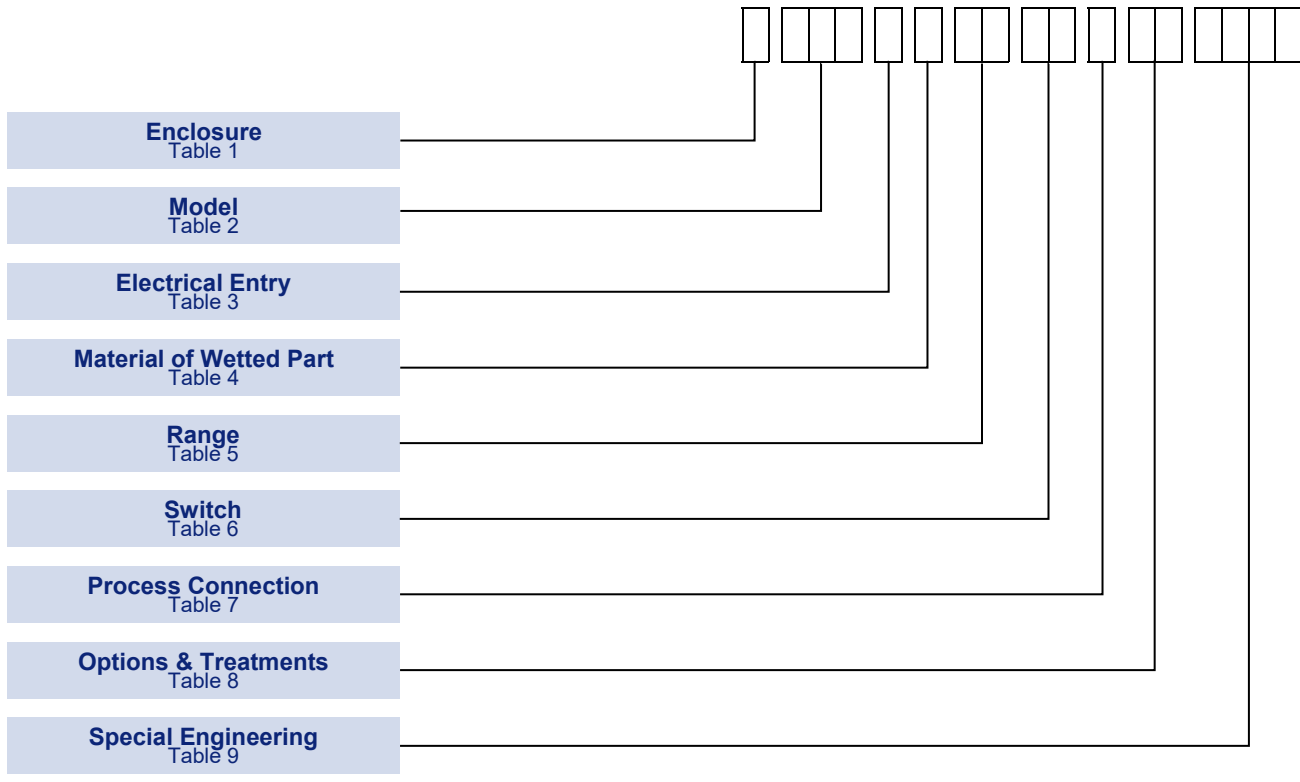 Enclosure
Table 1
Model
Table 2
Electrical Entry
Table 3
Material of Wetted Part
Table 4
Range
Table 5
Switch
Table 6
Process Connection
Table 7
Options & Treatments
Table 8
Special Engineering
Table 9